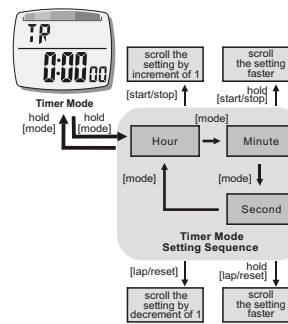 TR
0:00 00
Timer Mode
hold
[mode]
hold
[mode]
scroll the
setting by
increment of 1
scroll
the setting
faster
[start/stop]
hold
[start/stop]
[mode]
Hour
Minute
[mode]
[mode]
Second
Timer Mode
Setting Sequence
[lap/reset]
hold
[lap/reset]
scroll the
setting by
decrement of 1
scroll
the setting
faster